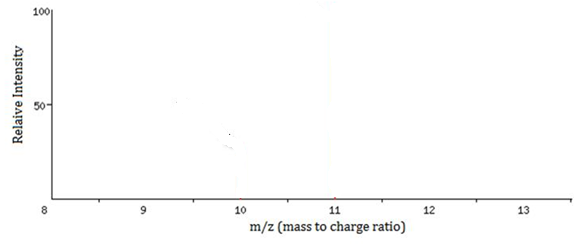 100
50
Relaive Intensity
8 9 10 11 12 13
m/z (mass to charge ratio)